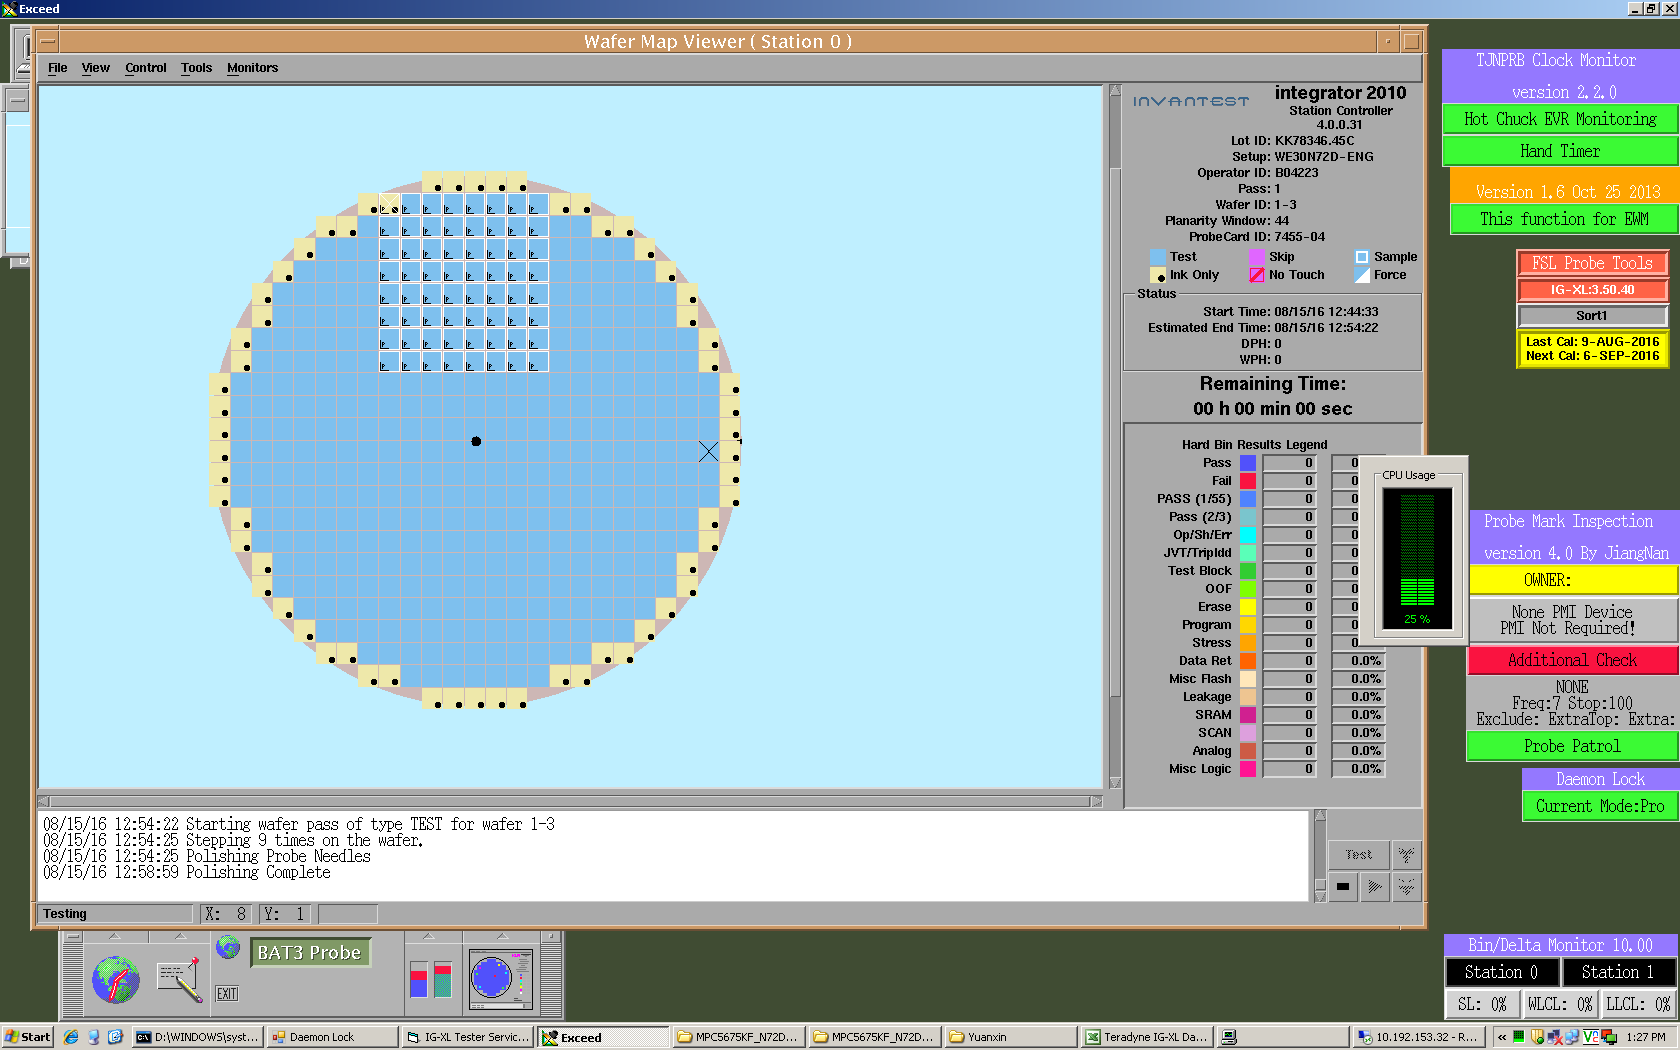 Exceed
Wafer Map Viewer ( Station 0 )
File View Control Tools Monitors
INVANTEST
integrator 2010
Station Controller
4.0.0.31
Lot ID: KK78346.45C
Setup: WE30N72D-ENG
Operator ID: B04223
Pass: 1
Wafer ID: 1-3
Planarity Window: 44
ProbeCard ID: 7455-04
Test Skip Sample
Ink Only No Touch Force
Status
Start Time: 08/15/16 12:44:33
Estimated End Time: 08/15/16 12:54:22
DPH: 0
WPH: 0
Remaining Time:
00 h 00 min 00 sec
Hard Bin Results Legend
Pass 0 0
Fail 0 0
PASS (1/55) 0 0
Pass (2/3) 0 0
Op/Sh/Err 0 0
JVT/TripIdd 0 0
Test Block 0 0
OOF 0 0
Erase 0 0
Program 0 0
Stress 0 0
Data Ret 0 0.0%
Misc Flash 0 0.0%
Leakage 0 0.0%
SRAM 0 0.0%
SCAN 0 0.0%
Analog 0 0.0%
Misc Logic 0 0.0%
CPU Usage
25 %
08/15/16 12:54:22 Starting wafer pass of type TEST for wafer 1-3
08/15/16 12:54:25 Stepping 9 times on the wafer.
08/15/16 12:54:25 Polishing Probe Needles
08/15/16 12:58:59 Polishing Complete
Test
Testing X: 8 Y: 1
BAT3 Probe
EXIT
TJNPRB Clock Monitor
version 2.2.0
Hot Chuck EVR Monitoring
Hand Timer
Version 1.6 Oct 25 2013
This function for EWM
FSL Probe Tools
IG-XL:3.50.40
Sort1
Last Cal: 9-AUG-2016
Next Cal: 6-SEP-2016
Probe Mark Inspection
version 4.0 By JiangNan
OWNER:
None PMI Device
PMI Not Required!
Additional Check
NONE
Freq:7 Stop:100
Exclude: ExtraTop: Extra:
Probe Patrol
Daemon Lock
Current Mode:Pro
Bin/Delta Monitor 10.00
Station 0 Station 1
SL: 0% WLCL: 0% LLCL: 0%
Start D:\WINDOWS\syst... Daemon Lock IG-XL Tester Servic... Exceed MPC5675KF_N72D... MPC5675KF_N72D... Yuanxin Teradyne IG-XL Da... 10.192.153.32 - R... « 1:27 PM